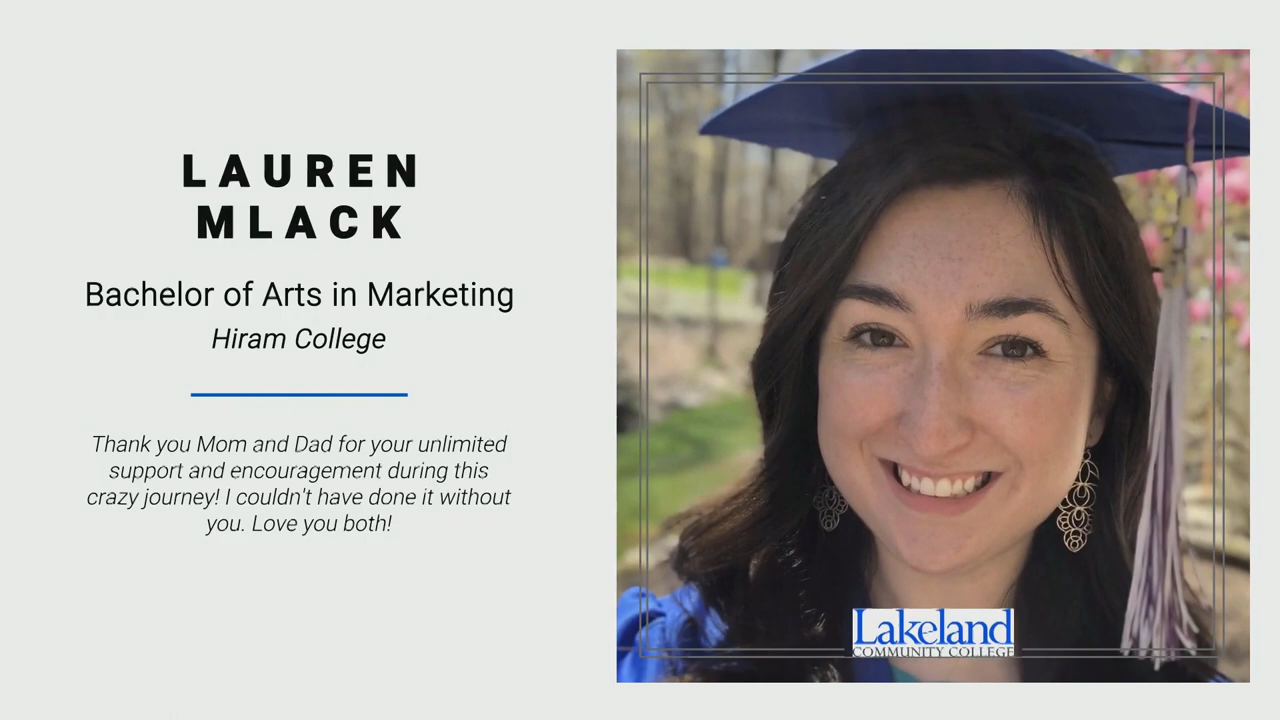 LAUREN
MLACK
Bachelor of Arts in Marketing
Hiram College
Thank you Mom and Dad for your unlimited
support and encouragement during this
crazy journey! I couldn't have done it without
you. Love you both!
Lakeland
COMMUNITY COLLEGE